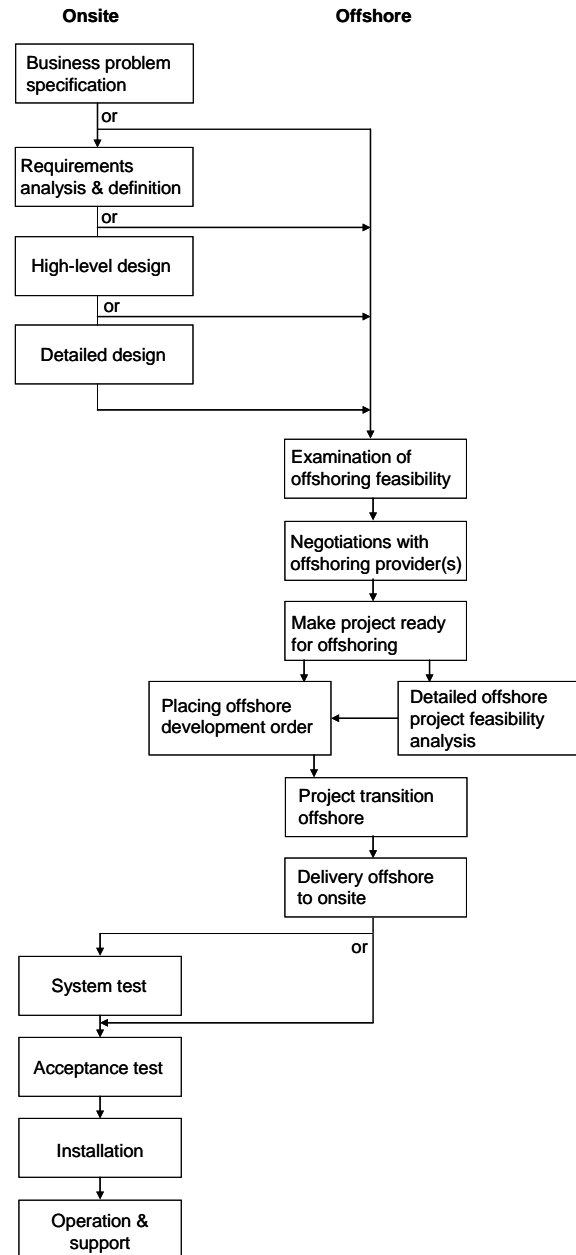 Onsite
Offshore
Business problem
specification
or
Requirements
analysis & definition
or
High-level design
or
Detailed design
Examination of
offshoring feasibility
Negotiations with
offshoring provider(s)
Make project ready
for offshoring
Placing offshore
development order
Detailed offshore
project feasibility
analysis
Project transition
offshore
Delivery offshore
to onsite
or
System test
Acceptance test
Installation
Operation &
support